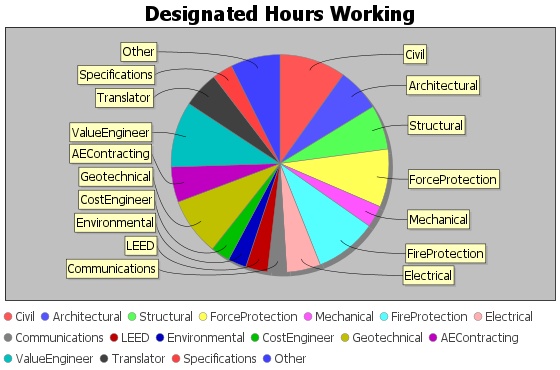 Designated Hours Working
Other
Civil
Specifications
Architectural
Translator
Structural
ValueEngineer
AEContracting
ForceProtection
Geotechnical
CostEngineer
Mechanical
Environmental
LEED
FireProtection
Communications
Electrical
Civil Architectural Structural ForceProtection Mechanical FireProtection Electrical
Communications LEED Environmental CostEngineer Geotechnical AEContracting
ValueEngineer Translator Specifications Other